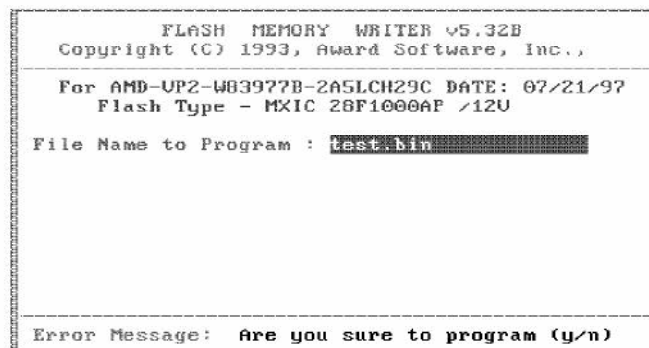 FLASH MEMORY WRITER v5.32B
Copyright (C) 1993, Award Software, Inc.,
For AMD-VP2-W83977B-2A5LCH29C DATE: 07/21/97
Flash Type - MXIC 28F1000AP /12V
File Name to Program : test.bin
Error Message: Are you sure to program (y/n)